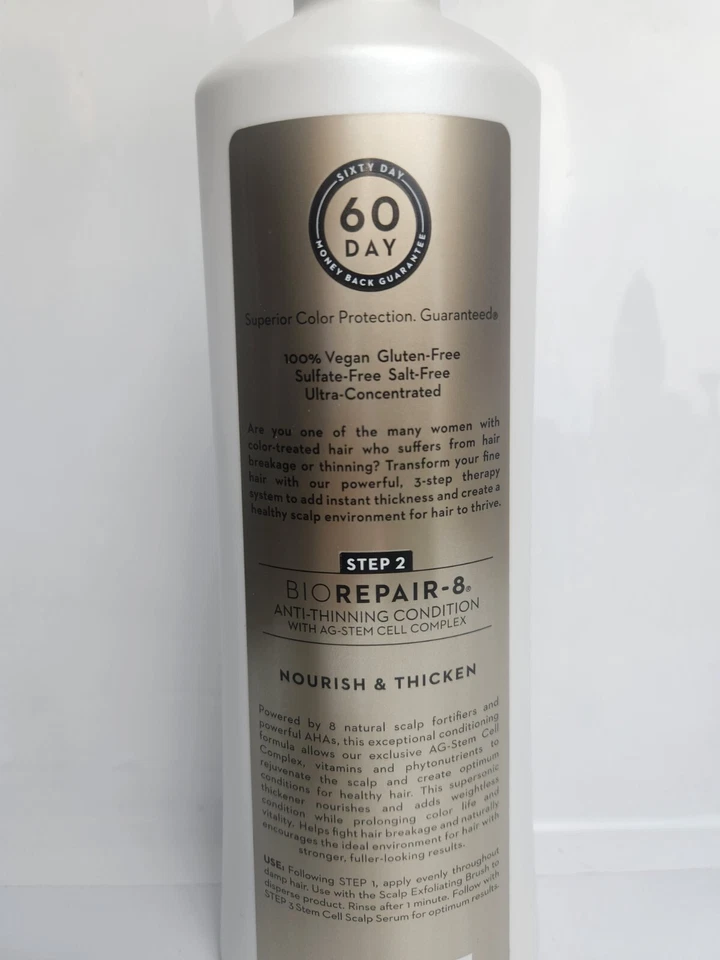 SIXTY DAY
60
DAY
MONEY BACK GUARANTEE
Superior Color Protection. Guaranteed®
100% Vegan Gluten-Free
Sulfate-Free Salt-Free
Ultra-Concentrated
Are you one of the many women with
color-treated hair who suffers from hair
breakage or thinning? Transform your fine
hair with our powerful, 3-step therapy
system to add instant thickness and create a
healthy scalp environment for hair to thrive.
STEP 2
BIOREPAIR-8®
ANTI-THINNING CONDITION
WITH AG-STEM CELL COMPLEX
NOURISH & THICKEN
Powered by 8 natural scalp fortifiers and
powerful AHAs, this exceptional conditioning
formula allows our exclusive AG-Stem Cell
Complex, vitamins and phytonutrients to
rejuvenate the scalp and create optimum
conditions for healthy hair. This supersonic
thickener nourishes and adds weightless
condition while prolonging color life and
vitality. Helps fight hair breakage and naturally
encourages the ideal environment for hair with
stronger, fuller-looking results.
USE: Following STEP 1, apply evenly throughout
damp hair. Use with the Scalp Exfoliating Brush to
disperse product. Rinse after 1 minute. Follow with
STEP 3 Stem Cell Scalp Serum for optimum results.